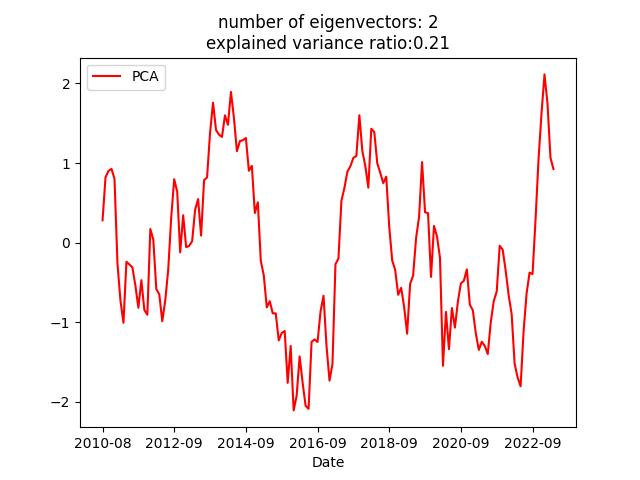 number of eigenvectors: 2
explained variance ratio:0.21
PCA
2
1
0
−1
−2
2010-08 2012-09 2014-09 2016-09 2018-09 2020-09 2022-09
Date